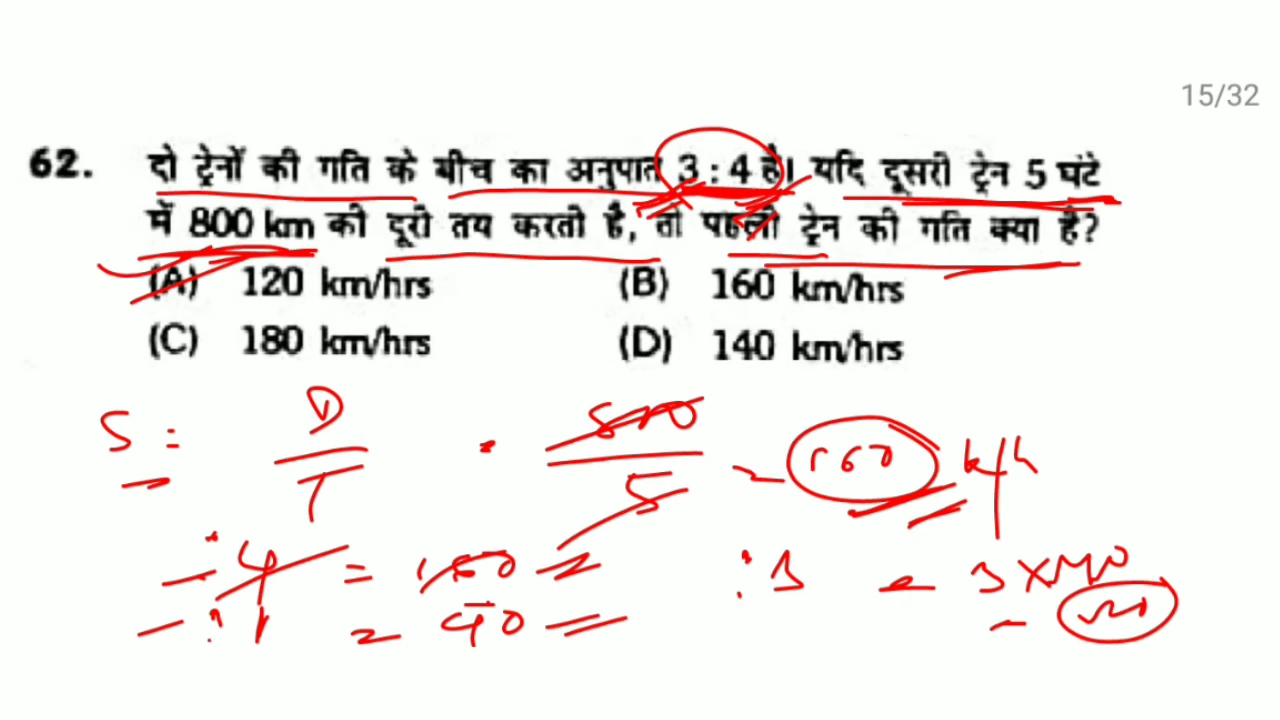 15/32
62. दो ट्रेनों की गति के बीच का अनुपात 3 : 4 है। यदि दूसरी ट्रेन 5 घंटे
में 800 km की दूरी तय करती है, तो पहली ट्रेन की गति क्या है?
(A) 120 km/hrs (B) 160 km/hrs
(C) 180 km/hrs (D) 140 km/hrs
S = D/T = 800/5 = 160 k/h
∴ 4 = 160 ∴ 3 = 3 X 40
∴ 1 = 40 = 120